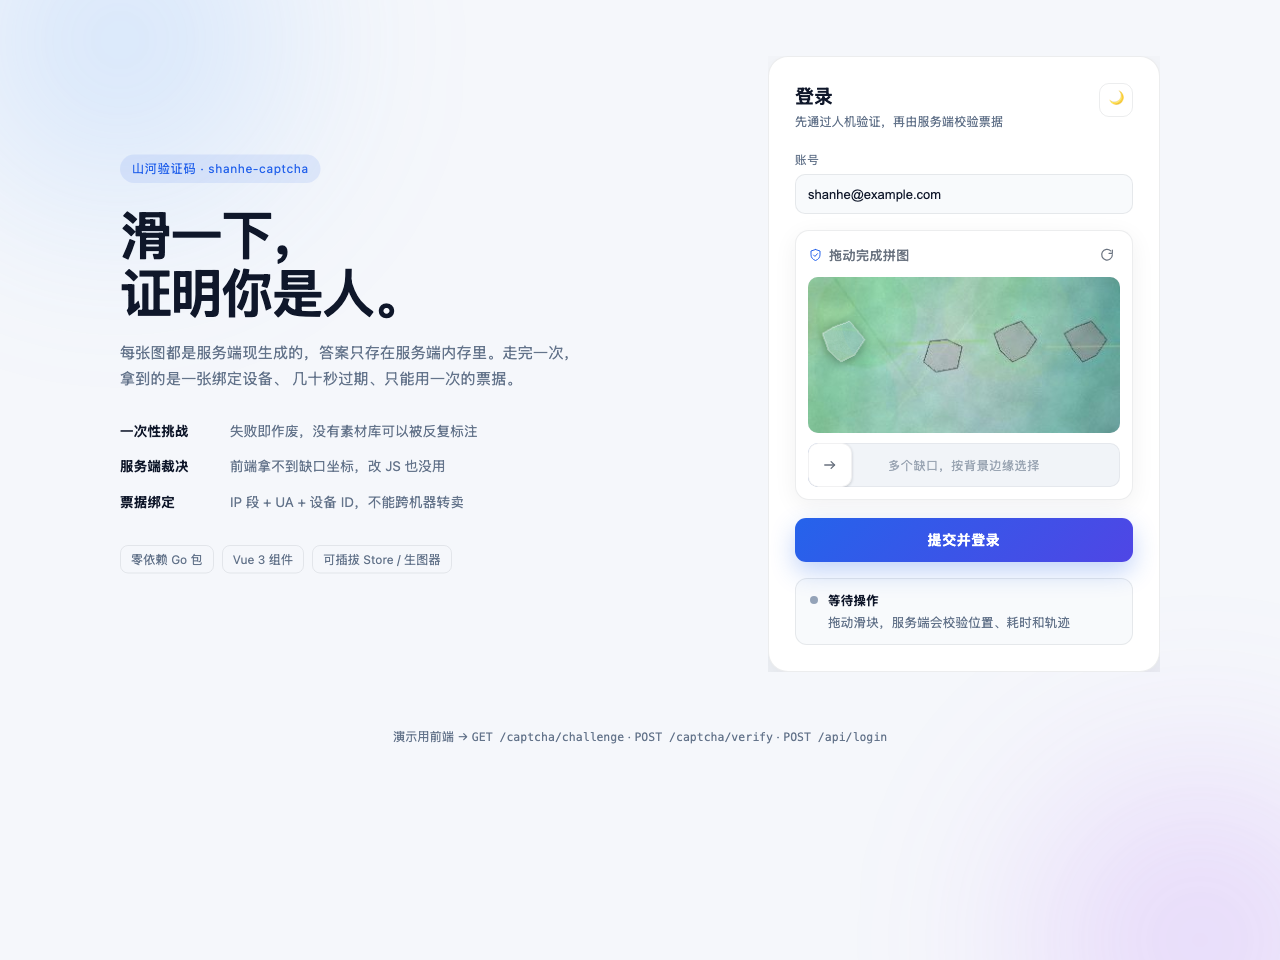 山河验证码 · shanhe-captcha
滑一下，
证明你是人。
每张图都是服务端现生成的，答案只存在服务端内存里。走完一次，
拿到的是一张绑定设备、 几十秒过期、只能用一次的票据。
一次性挑战 失败即作废，没有素材库可以被反复标注
服务端裁决 前端拿不到缺口坐标，改 JS 也没用
票据绑定 IP 段 + UA + 设备 ID，不能跨机器转卖
零依赖 Go 包 Vue 3 组件 可插拔 Store / 生图器
登录
先通过人机验证，再由服务端校验票据
账号
shanhe@example.com
拖动完成拼图
多个缺口，按背景边缘选择
提交并登录
等待操作
拖动滑块，服务端会校验位置、耗时和轨迹
演示用前端 → GET /captcha/challenge · POST /captcha/verify · POST /api/login